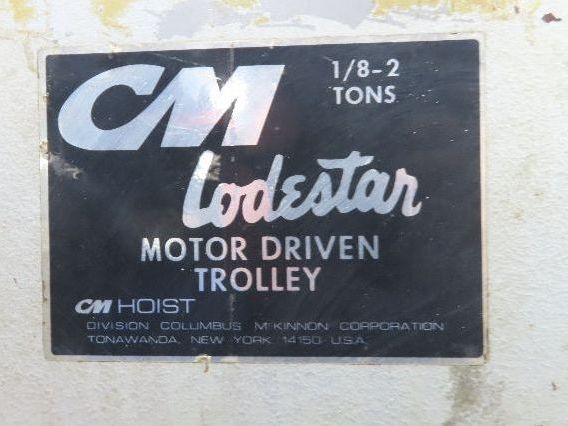 CM
1/8-2
TONS
Lodestar
MOTOR DRIVEN
TROLLEY
CM HOIST
DIVISION COLUMBUS McKINNON CORPORATION
TONAWANDA, NEW YORK 14150 U.S.A.